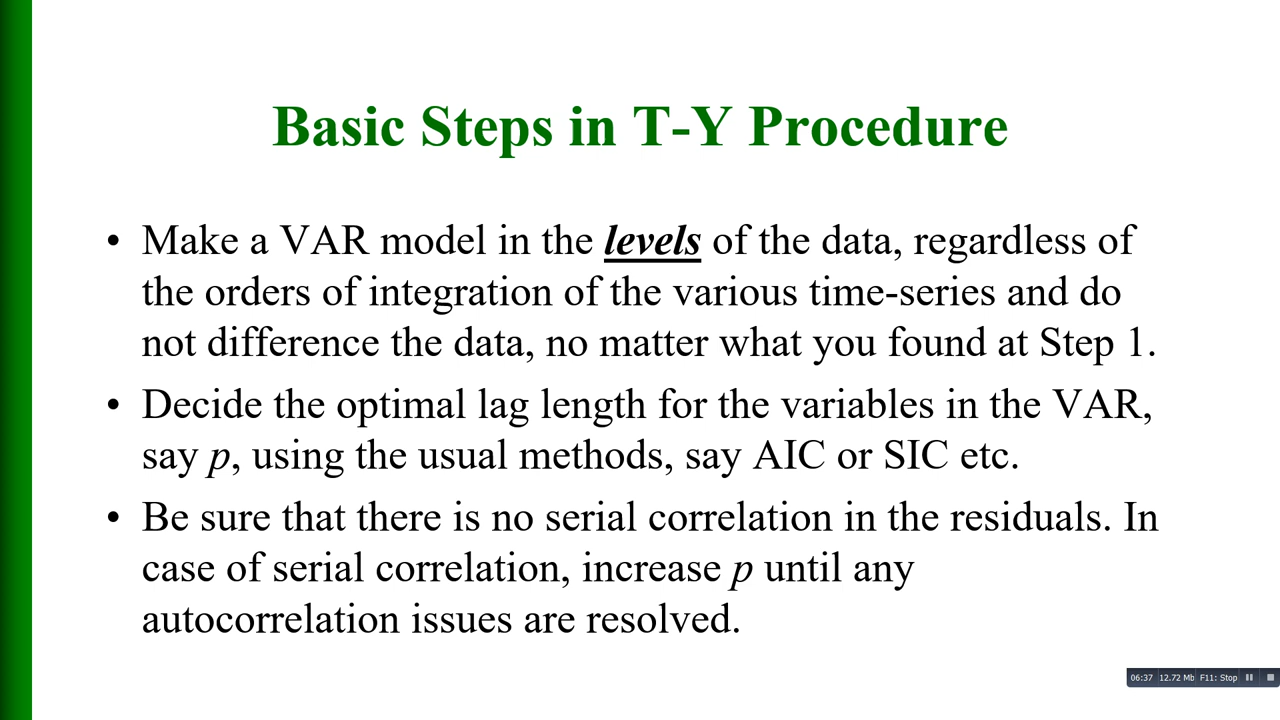 Basic Steps in T-Y Procedure
• Make a VAR model in the levels of the data, regardless of
the orders of integration of the various time-series and do
not difference the data, no matter what you found at Step 1.
• Decide the optimal lag length for the variables in the VAR,
say p, using the usual methods, say AIC or SIC etc.
• Be sure that there is no serial correlation in the residuals. In
case of serial correlation, increase p until any
autocorrelation issues are resolved.
06:37 12.72 Mb F11: Stop